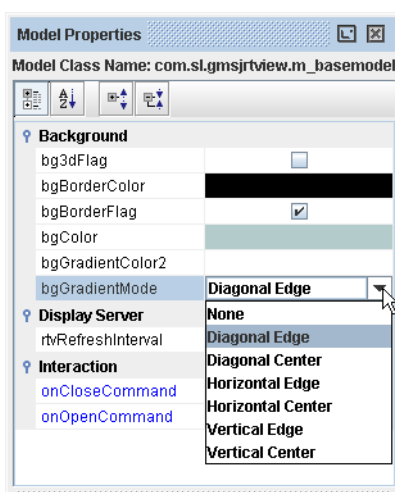 Model Properties
Model Class Name: com.sl.gmsjrtview.m_basemodel
Background
bg3dFlag
bgBorderColor
bgBorderFlag
bgColor
bgGradientColor2
bgGradientMode Diagonal Edge
Display Server None
rtvRefreshInterval Diagonal Edge
Interaction Diagonal Center
onCloseCommand Horizontal Edge
onOpenCommand Horizontal Center
Vertical Edge
Vertical Center